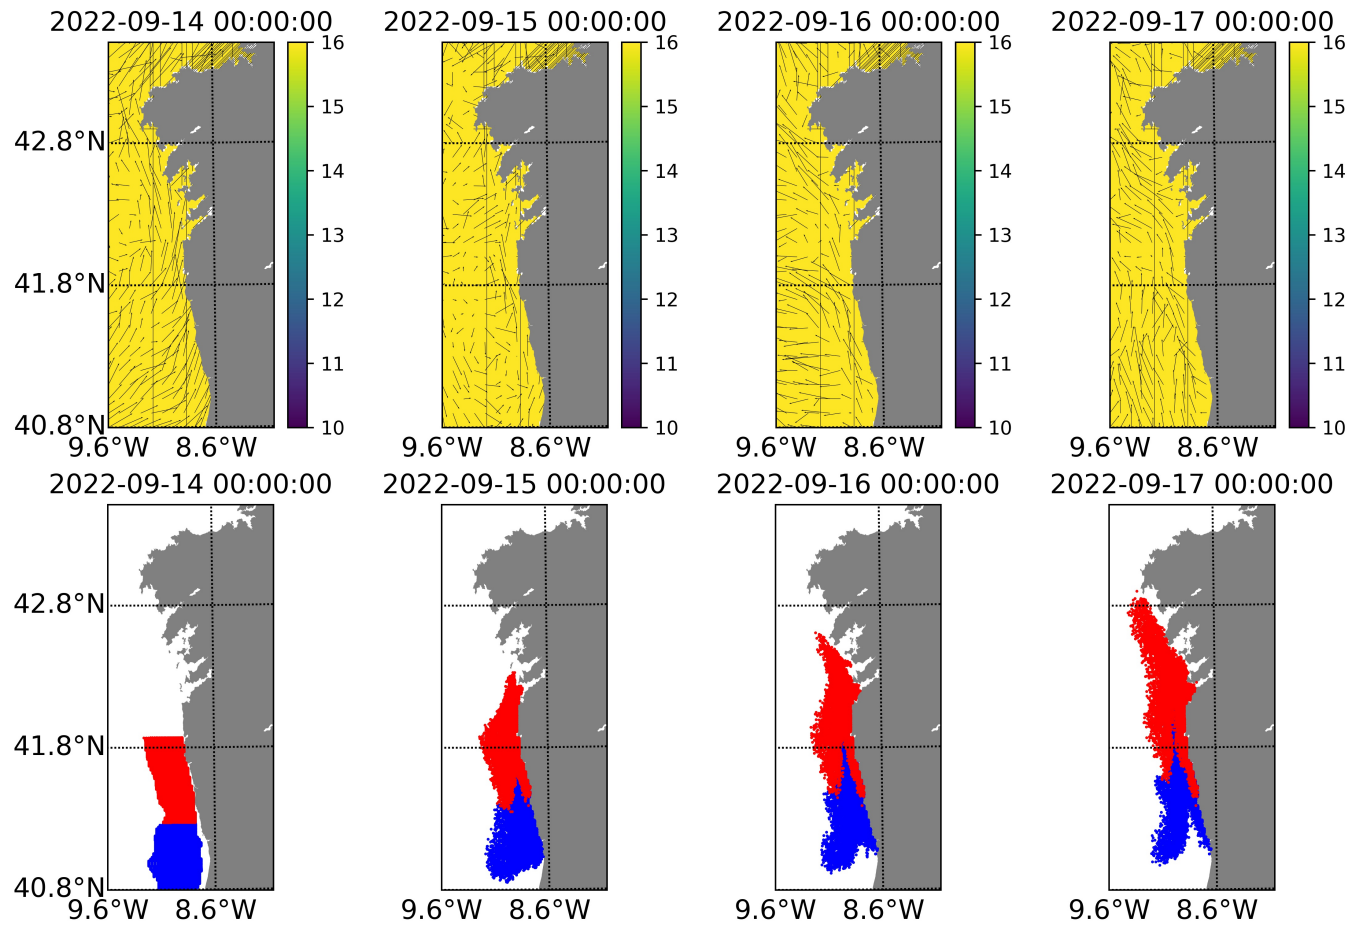 2022-09-14 00:00:00 2022-09-15 00:00:00 2022-09-16 00:00:00 2022-09-17 00:00:00
16 16 16 16
15 15 15 15
42.8°N
14 14 14 14
13 13 13 13
41.8°N
12 12 12 12
11 11 11 11
40.8°N 10 10 10 10
9.6°W 8.6°W 9.6°W 8.6°W 9.6°W 8.6°W 9.6°W 8.6°W
2022-09-14 00:00:00 2022-09-15 00:00:00 2022-09-16 00:00:00 2022-09-17 00:00:00
42.8°N
41.8°N
40.8°N
9.6°W 8.6°W 9.6°W 8.6°W 9.6°W 8.6°W 9.6°W 8.6°W